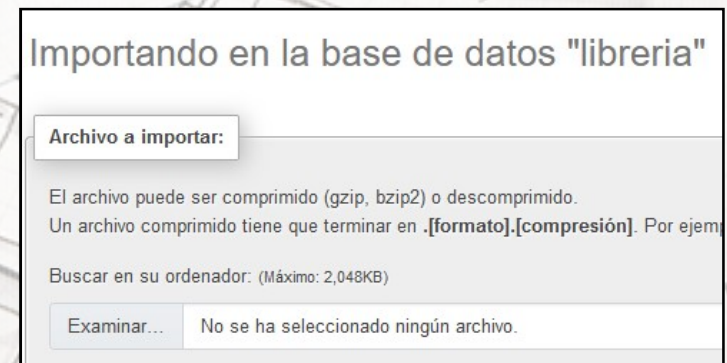 Importando en la base de datos "libreria"
Archivo a importar:
El archivo puede ser comprimido (gzip, bzip2) o descomprimido.
Un archivo comprimido tiene que terminar en .[formato].[compresión]. Por ejemp
Buscar en su ordenador: (Máximo: 2,048KB)
Examinar... No se ha seleccionado ningún archivo.